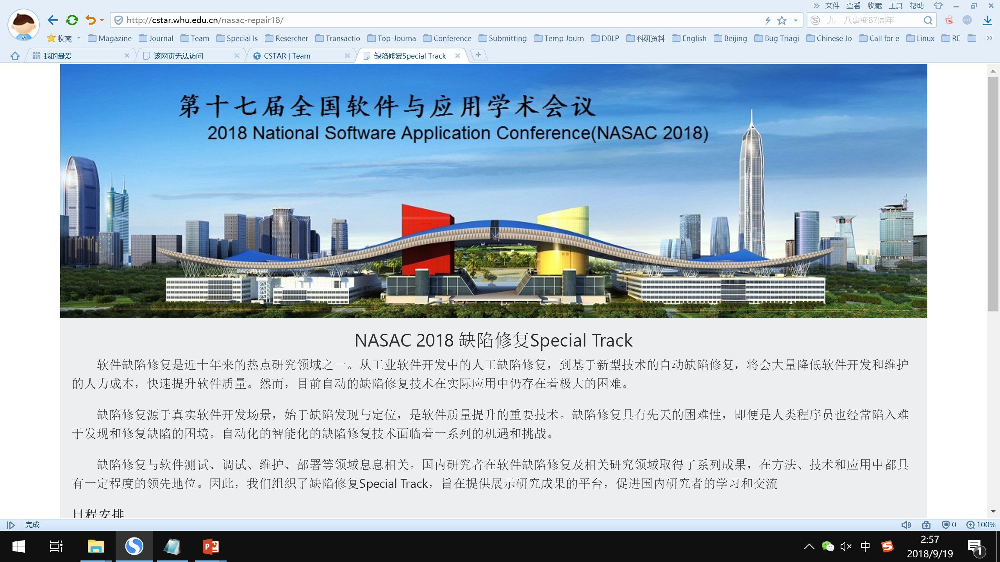 » 文件 查看 收藏 工具 帮助
http://cstar.whu.edu.cn/nasac-repair18/
九一八事变87周年
收藏 Magazine Journal Team Special Is Resercher Transactio Top-Journa Conference Submitting Temp Journ DBLP 科研资料 English Beijing Bug Triagi Chinese Jo Call for e Linux RE »
我的最爱 该网页无法访问 CSTAR | Team 缺陷修复Special Track
第十七届全国软件与应用学术会议
2018 National Software Application Conference(NASAC 2018)
NASAC 2018 缺陷修复Special Track
软件缺陷修复是近十年来的热点研究领域之一。从工业软件开发中的人工缺陷修复，到基于新型技术的自动缺陷修复，将会大量降低软件开发和维护
的人力成本，快速提升软件质量。然而，目前自动的缺陷修复技术在实际应用中仍存在着极大的困难。
缺陷修复源于真实软件开发场景，始于缺陷发现与定位，是软件质量提升的重要技术。缺陷修复具有先天的困难性，即便是人类程序员也经常陷入难
于发现和修复缺陷的困境。自动化的智能化的缺陷修复技术面临着一系列的机遇和挑战。
缺陷修复与软件测试、调试、维护、部署等领域息息相关。国内研究者在软件缺陷修复及相关研究领域取得了系列成果，在方法、技术和应用中都具
有一定程度的领先地位。因此，我们组织了缺陷修复Special Track，旨在提供展示研究成果的平台，促进国内研究者的学习和交流
日程安排
完成 0 100%
中 2:57
2018/9/19 1